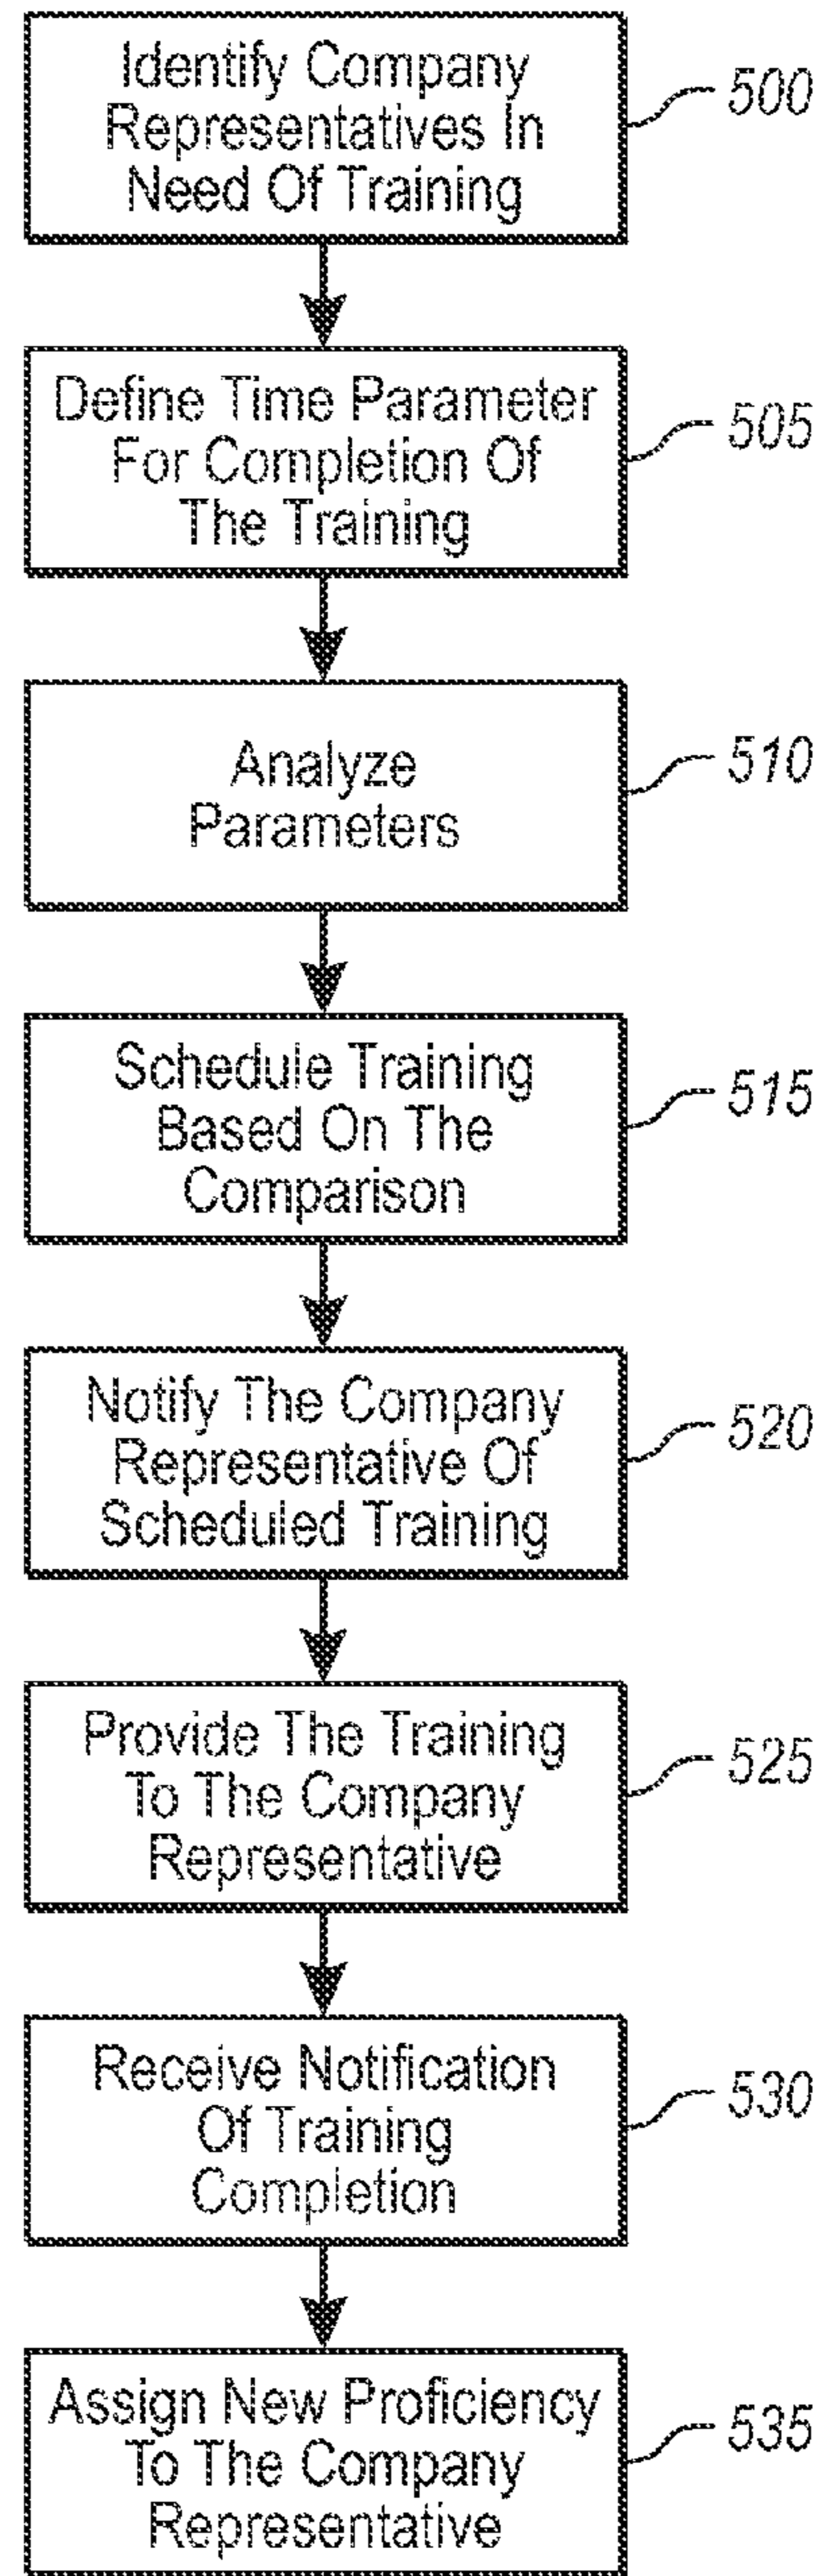 Identify Company
Representatives In
Need Of Training
500
Define Time Parameter
For Completion Of
The Training
505
Analyze
Parameters
510
Schedule Training
Based On The
Comparison
515
Notify The Company
Representative Of
Scheduled Training
520
Provide The Training
To The Company
Representative
525
Receive Notification
Of Training
Completion
530
Assign New Proficiency
To The Company
Representative
535